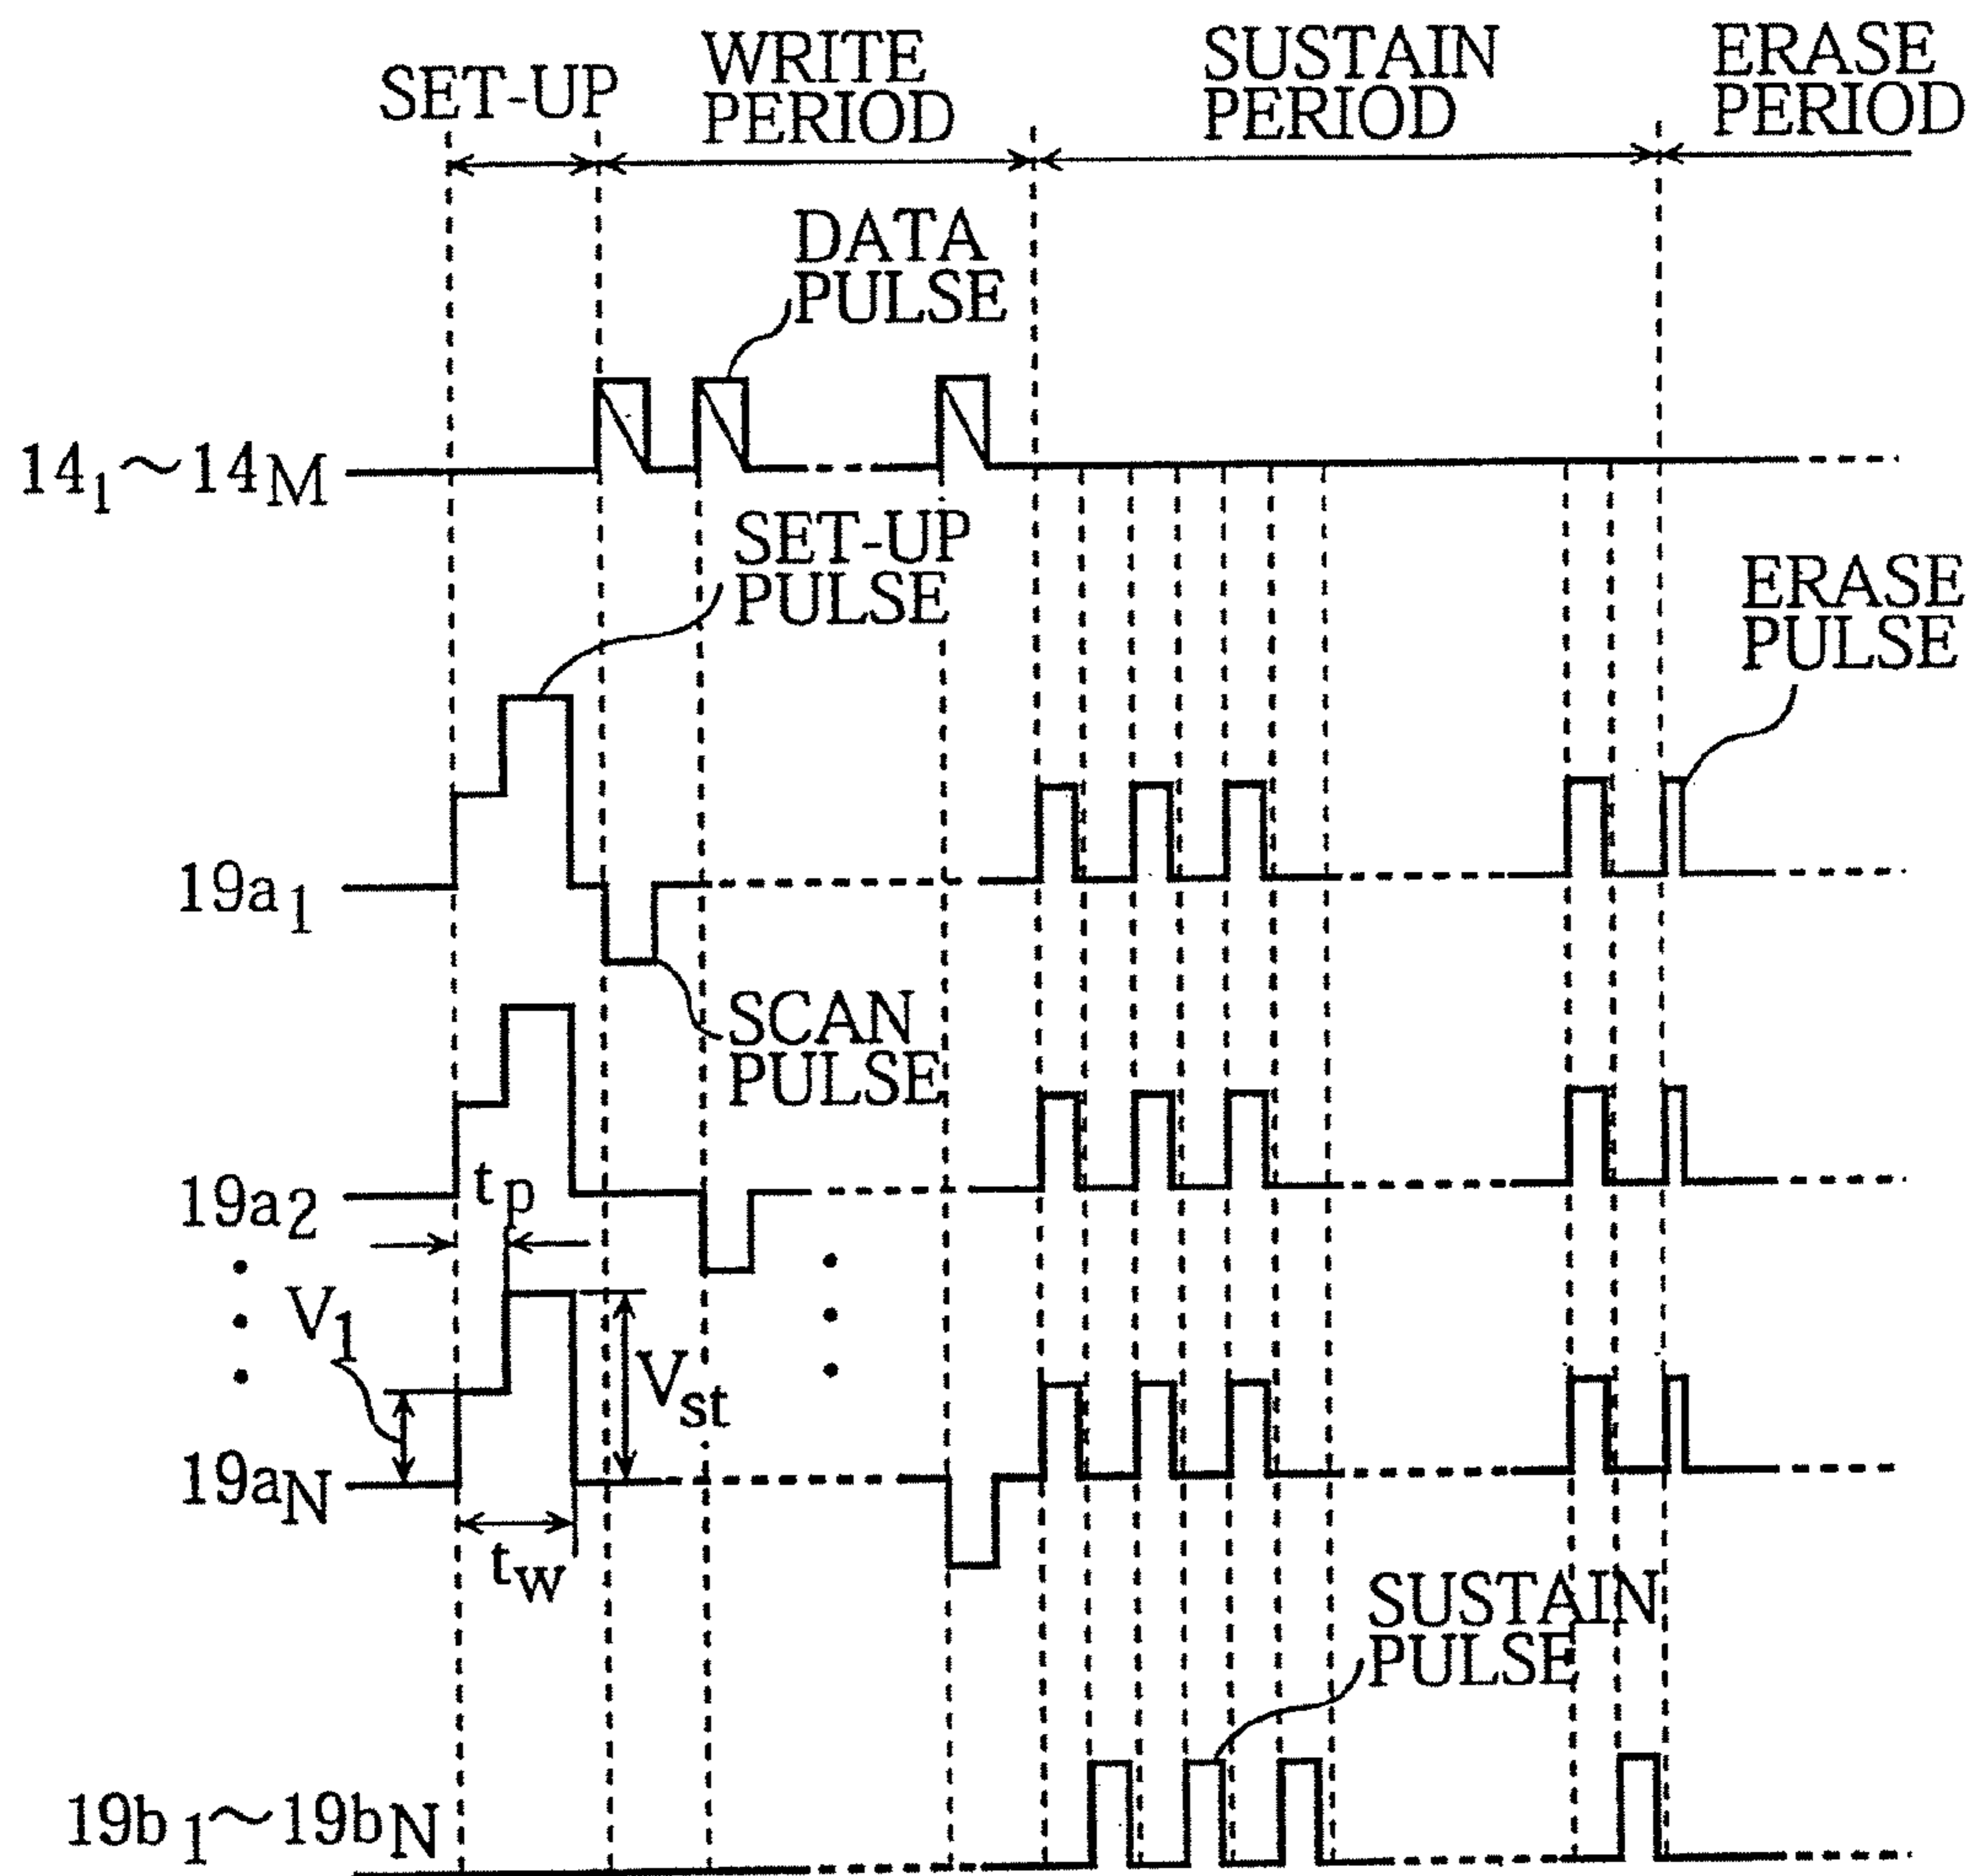 SET-UP
WRITE
PERIOD
SUSTAIN
PERIOD
ERASE
PERIOD
DATA
PULSE
14₁～14M
SET-UP
PULSE
ERASE
PULSE
19a₁
SCAN
PULSE
19a₂
tp
V₁
Vst
19aN
tw
SUSTAIN
PULSE
19b₁～19bN